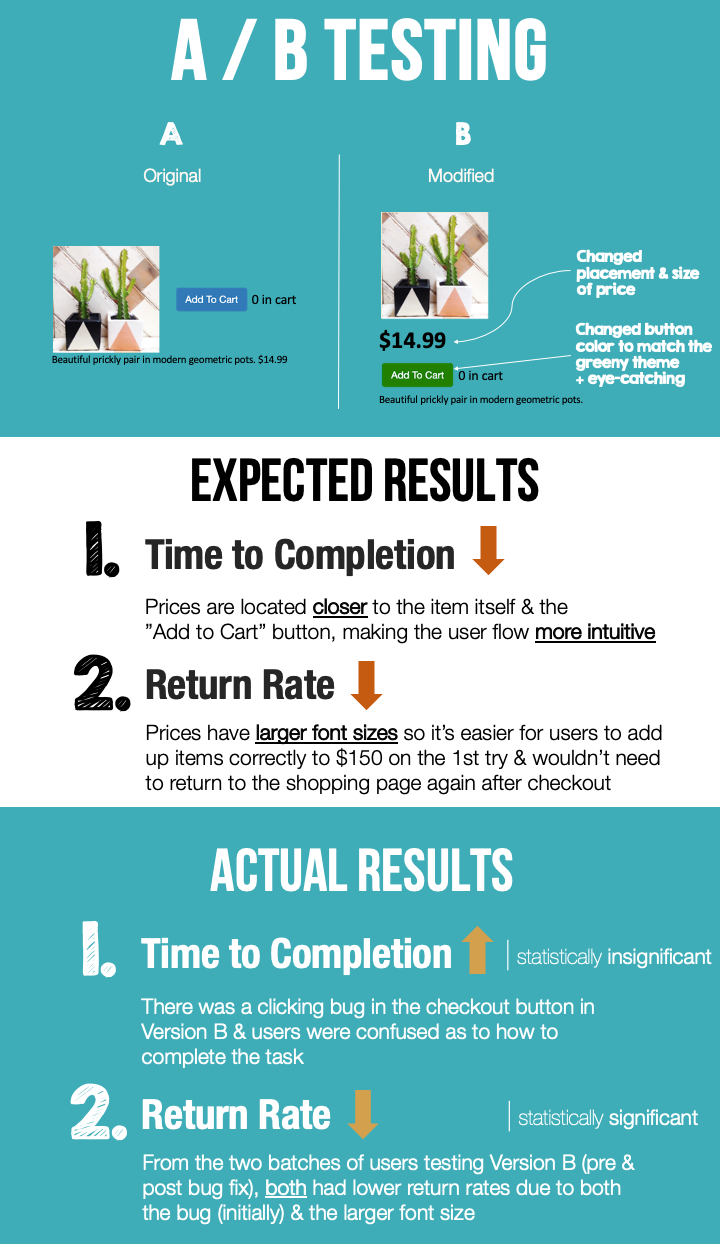 A / B TESTING
A
Original
Add To Cart 0 in cart
Beautiful prickly pair in modern geometric pots. $14.99
B
Modified
$14.99
Add To Cart 0 in cart
Beautiful prickly pair in modern geometric pots.
Changed
placement & size
of price
Changed button
color to match the
greeny theme
+ eye-catching
EXPECTED RESULTS
1. Time to Completion
Prices are located closer to the item itself & the
”Add to Cart” button, making the user flow more intuitive
2. Return Rate
Prices have larger font sizes so it’s easier for users to add
up items correctly to $150 on the 1st try & wouldn’t need
to return to the shopping page again after checkout
ACTUAL RESULTS
1. Time to Completion | statistically insignificant
There was a clicking bug in the checkout button in
Version B & users were confused as to how to
complete the task
2. Return Rate | statistically significant
From the two batches of users testing Version B (pre &
post bug fix), both had lower return rates due to both
the bug (initially) & the larger font size